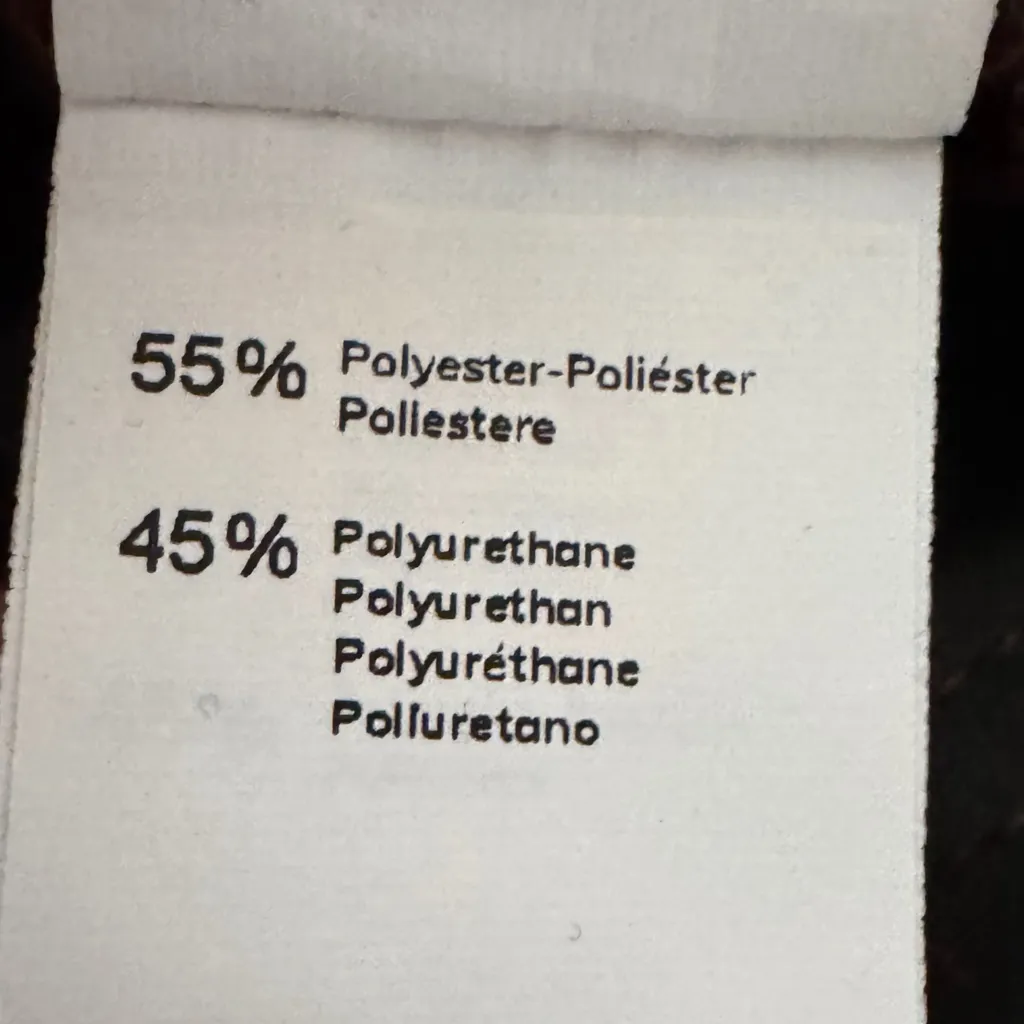 55% Polyester-Poliéster
Poliestere
45% Polyurethane
Polyurethan
Polyuréthane
Poliuretano